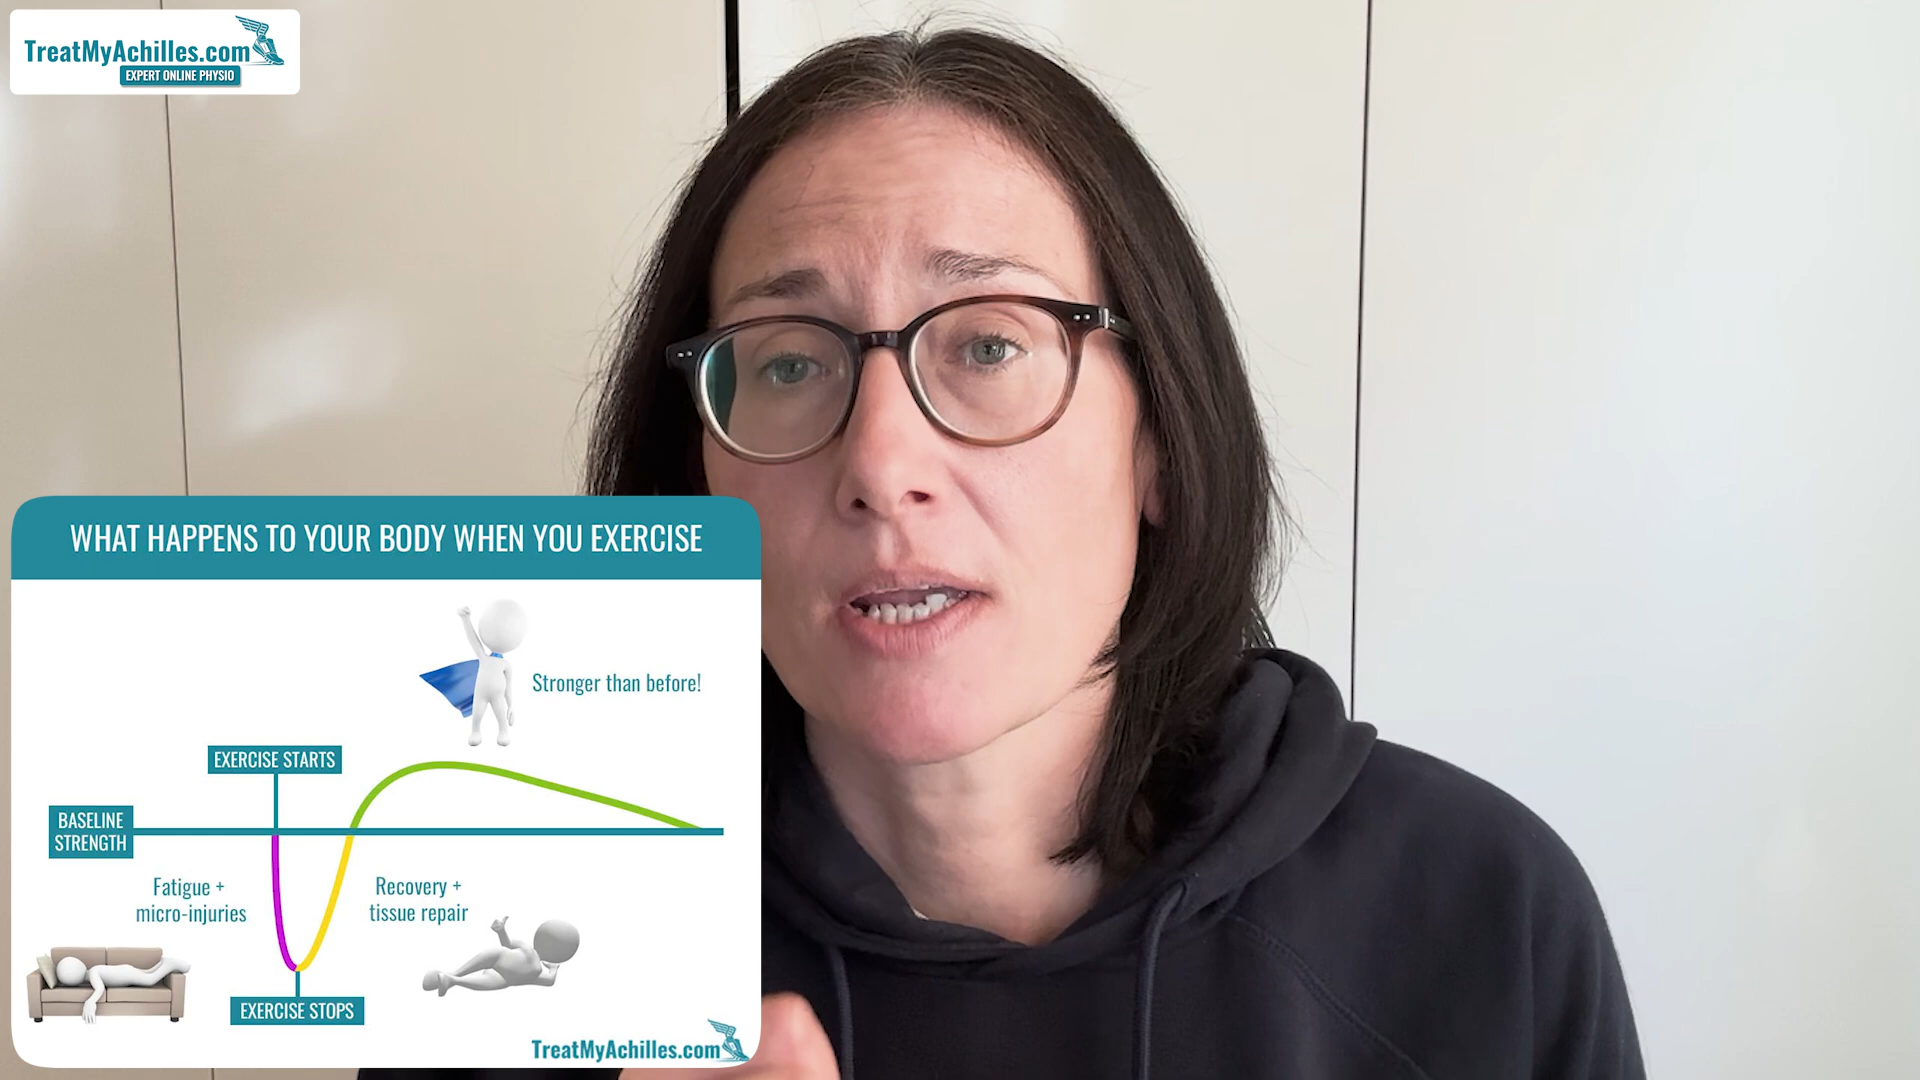 TreatMyAchilles.com
EXPERT ONLINE PHYSIO
WHAT HAPPENS TO YOUR BODY WHEN YOU EXERCISE
Stronger than before!
EXERCISE STARTS
BASELINE
STRENGTH
Fatigue +
micro-injuries
Recovery +
tissue repair
EXERCISE STOPS
TreatMyAchilles.com